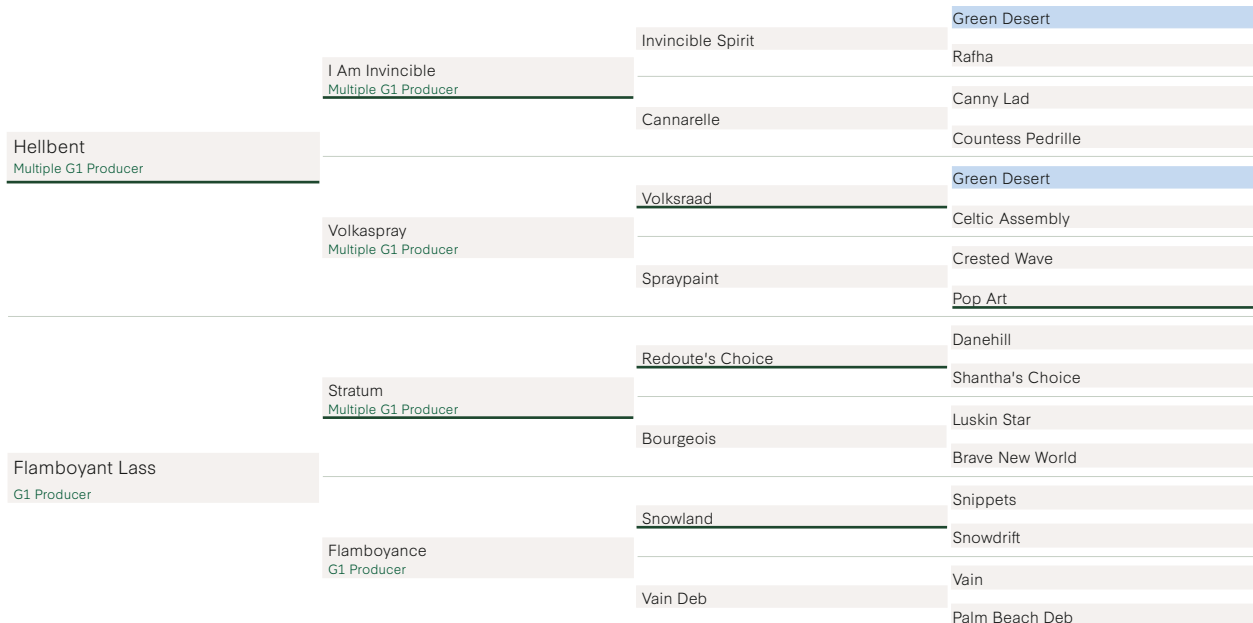 Green Desert
Invincible Spirit
Rafha
I Am Invincible
Multiple G1 Producer
Canny Lad
Cannarelle
Countess Pedrille
Hellbent
Multiple G1 Producer
Green Desert
Volksraad
Celtic Assembly
Volkaspray
Multiple G1 Producer
Crested Wave
Spraypaint
Pop Art
Danehill
Redoute's Choice
Shantha's Choice
Stratum
Multiple G1 Producer
Luskin Star
Bourgeois
Brave New World
Flamboyant Lass
G1 Producer
Snippets
Snowland
Snowdrift
Flamboyance
G1 Producer
Vain
Vain Deb
Palm Beach Deb